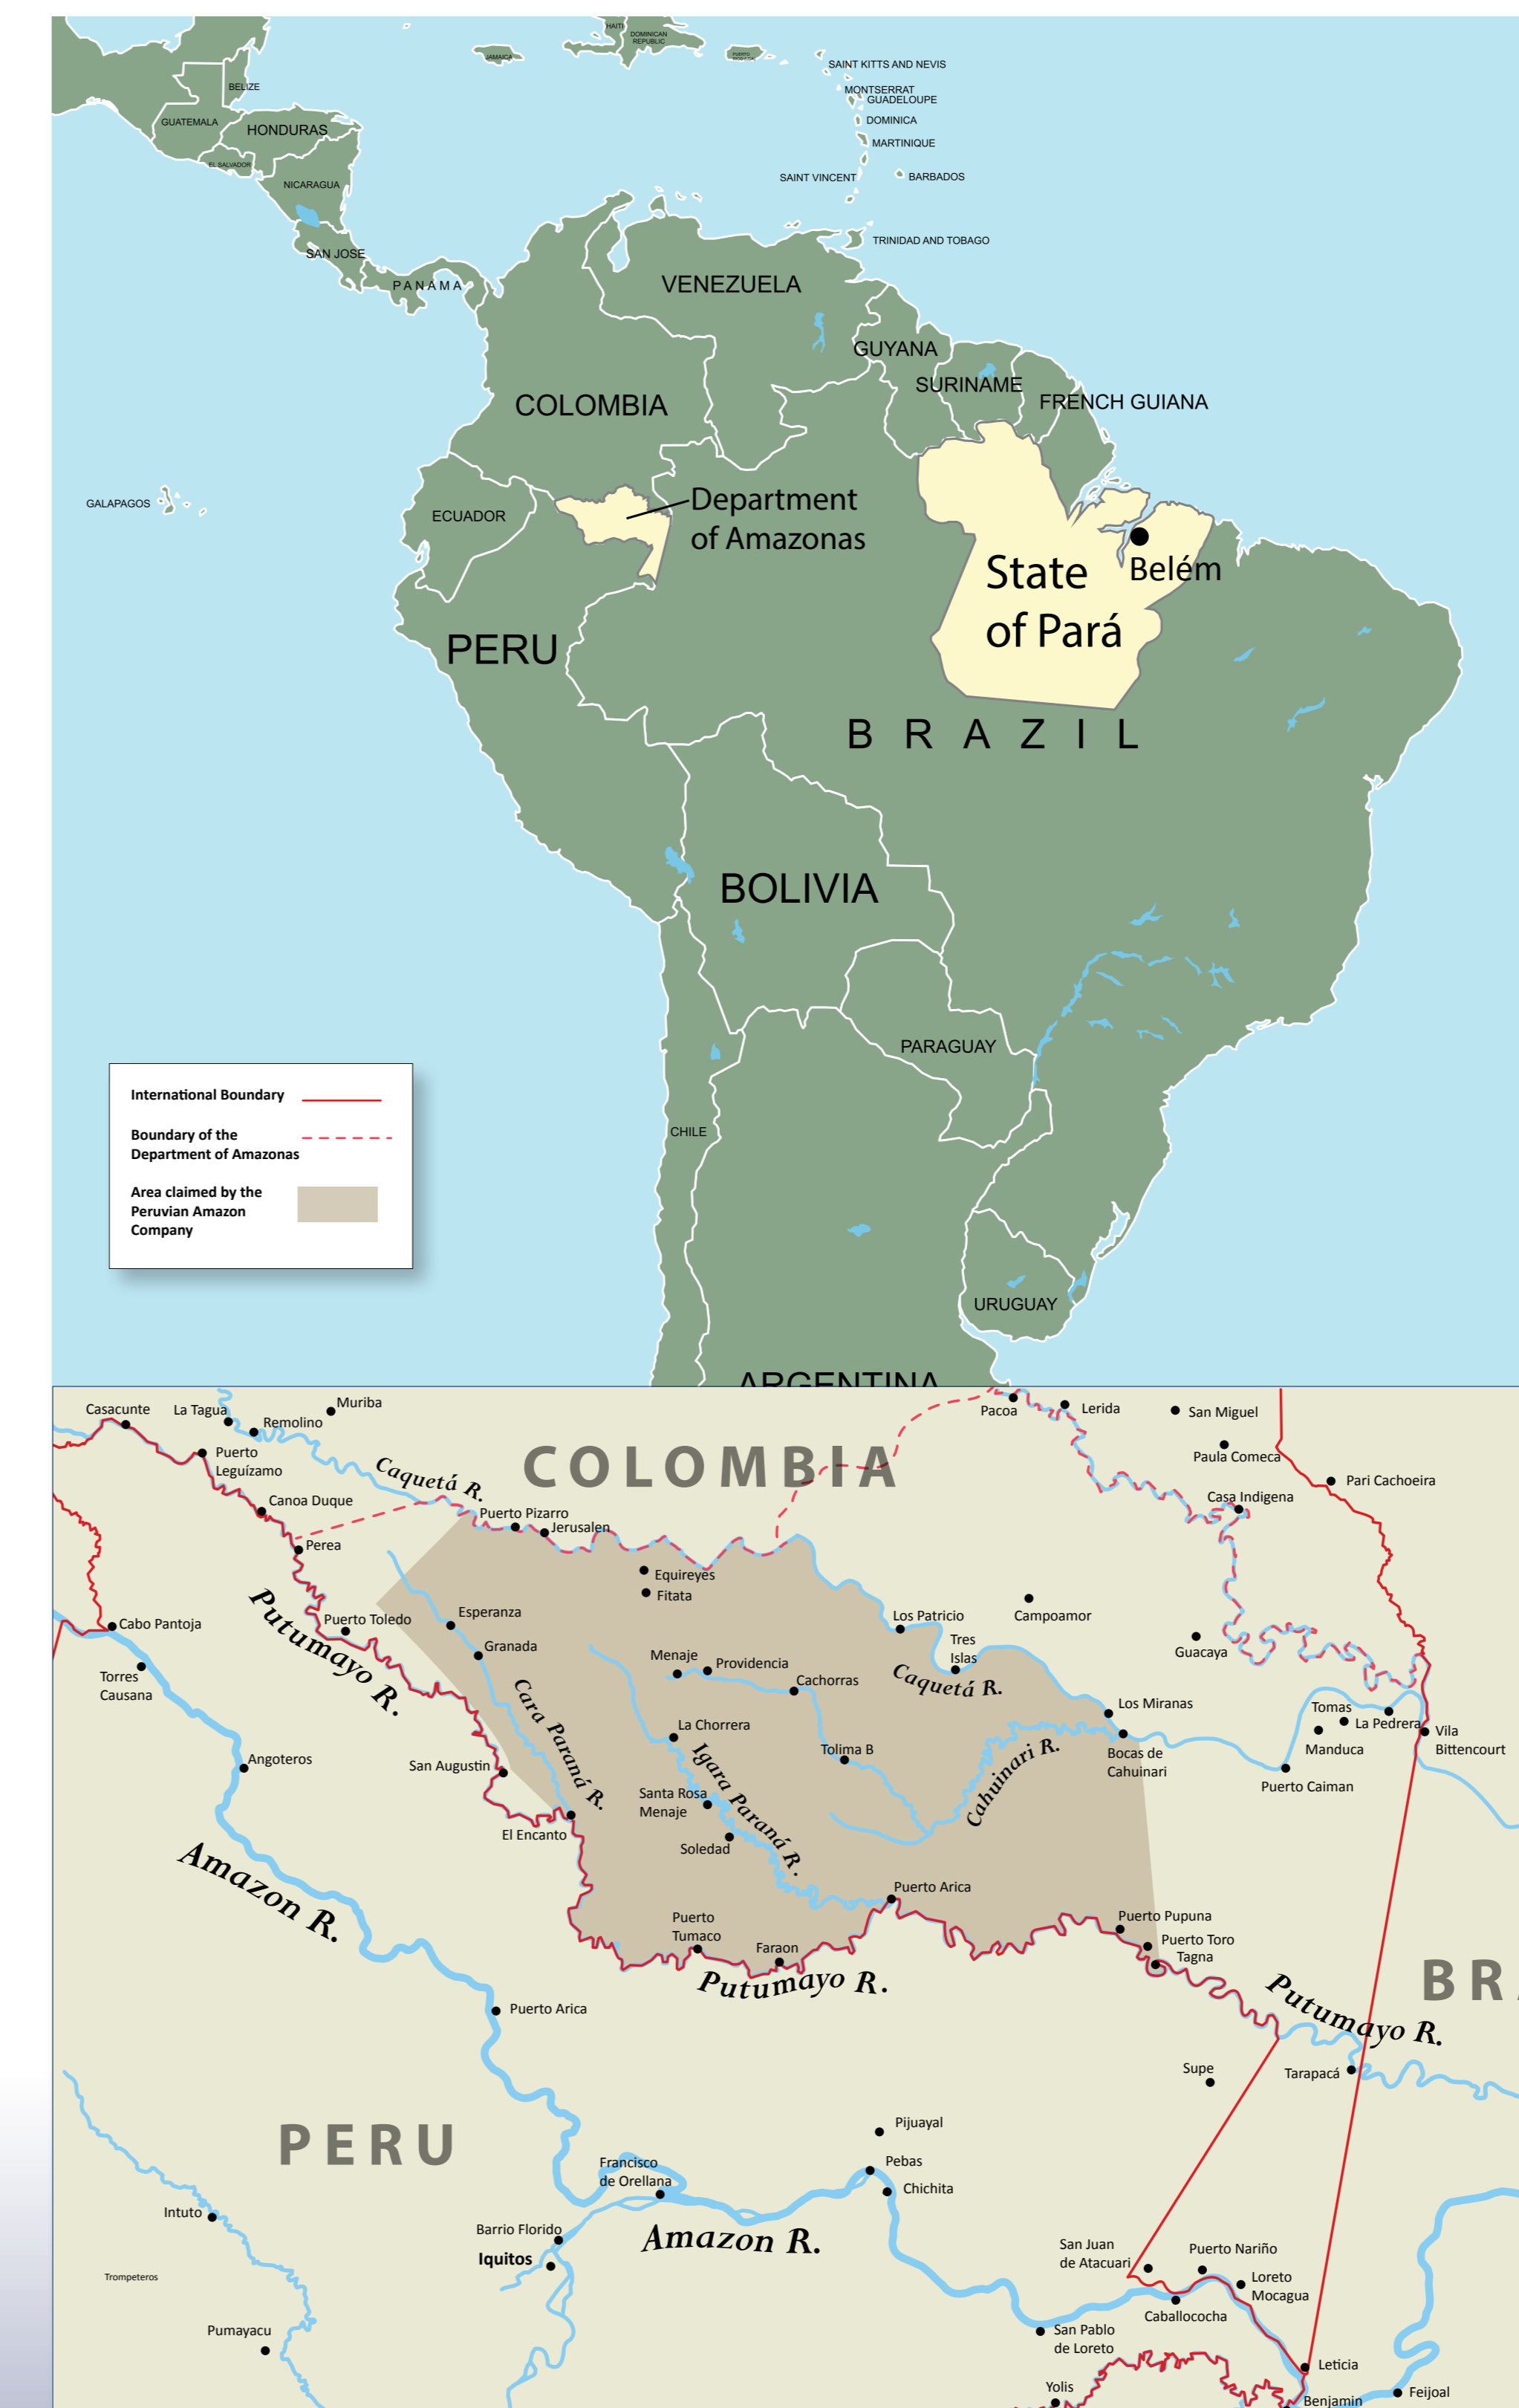 HAITI
DOMINICAN
REPUBLIC
JAMAICA
SAINT KITTS AND NEVIS
BELIZE
MONTSERRAT
GUADELOUPE
GUATEMALA
HONDURAS
DOMINICA
MARTINIQUE
EL SALVADOR
NICARAGUA
SAINT VINCENT
BARBADOS
SAN JOSE
TRINIDAD AND TOBAGO
PANAMA
VENEZUELA
GUYANA
SURINAME
COLOMBIA
FRENCH GUIANA
GALAPAGOS
ECUADOR
Department
of Amazonas
State
of Pará
Belém
PERU
BRAZIL
BOLIVIA
PARAGUAY
CHILE
URUGUAY
ARGENTINA
International Boundary
Boundary of the
Department of Amazonas
Area claimed by the
Peruvian Amazon
Company
Casacunte
La Tagua
Muriba
Remolino
Pacoa
Lerida
San Miguel
Puerto
Leguízamo
COLOMBIA
Paula Comeca
Caquetá R.
Pari Cachoeira
Canoa Duque
Puerto Pizarro
Jerusalen
Casa Indigena
Perea
Equireyes
Fitata
Putumayo R.
Cabo Pantoja
Puerto Toledo
Esperanza
Los Patricio
Campoamor
Granada
Tres
Islas
Guacaya
Torres
Causana
Menaje
Providencia
Cachorras
Caquetá R.
Cara Paraná R.
La Chorrera
Los Miranas
Tomas
La Pedrera
Manduca
Vila
Bittencourt
Angoteros
San Augustin
Igara Paraná R.
Tolima B
Cahuinari R.
Bocas de
Cahuinari
Puerto Caiman
Santa Rosa
Menaje
El Encanto
Soledad
Amazon R.
Puerto Arica
Puerto
Tumaco
Faraon
Puerto Pupuna
Puerto Toro
Tagna
Putumayo R.
Putumayo R.
BRA
Puerto Arica
Supe
Tarapacá
PERU
Pijuayal
Pebas
Chichita
Francisco
de Orellana
Intuto
Barrio Florido
Iquitos
Amazon R.
San Juan
de Atacuari
Puerto Nariño
Loreto
Mocagua
Trompeteros
Caballococha
Pumayacu
San Pablo
de Loreto
Leticia
Yolis
Benjamin
Feijoal